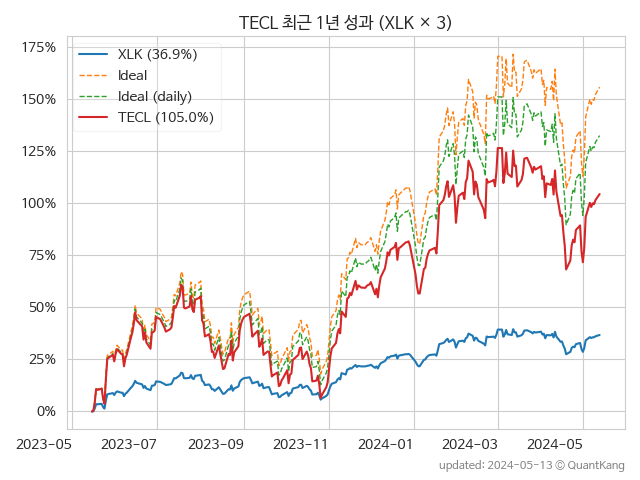 TECL 최근 1년 성과 (XLK × 3)
XLK (36.9%)
Ideal
Ideal (daily)
TECL (105.0%)
175%
150%
125%
100%
75%
50%
25%
0%
2023-05 2023-07 2023-09 2023-11 2024-01 2024-03 2024-05
updated: 2024-05-13 © QuantKang